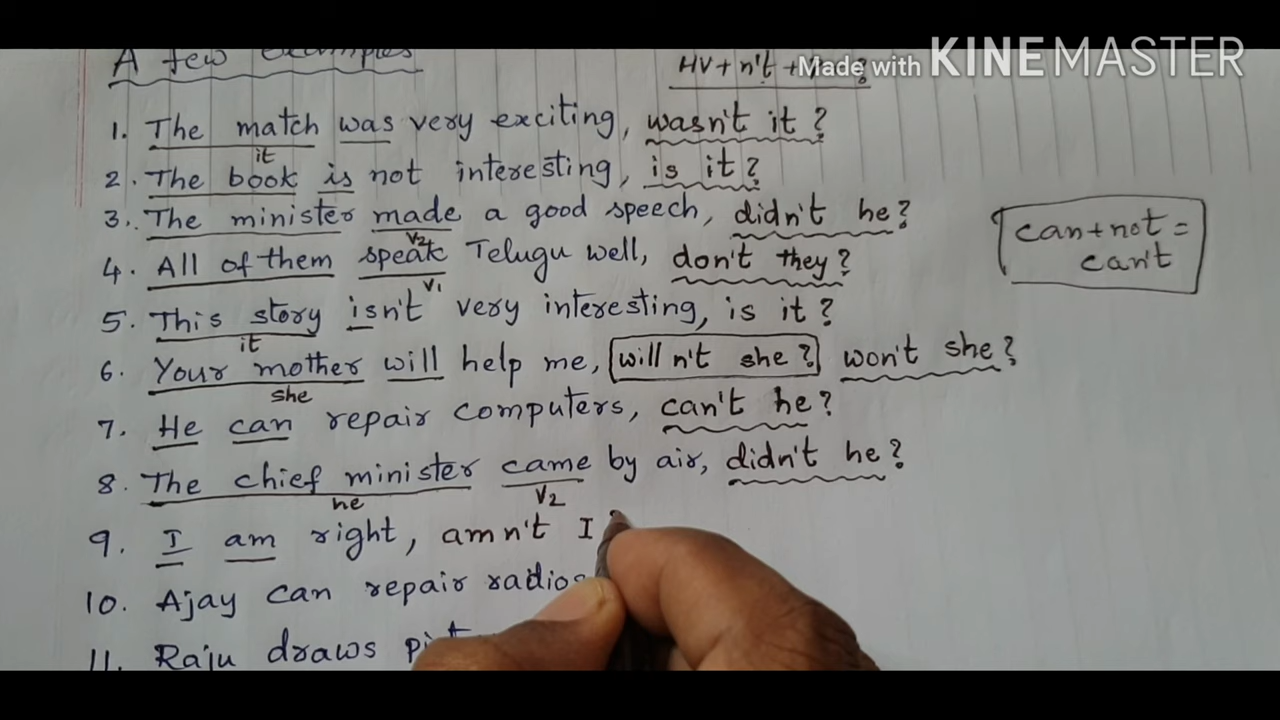 A few examples
HV + n't + ?
Made with KINEMASTER
1. The match was very exciting, wasn't it?
it
2. The book is not interesting, is it?
3. The minister made a good speech, didn't he?
V2
4. All of them speak Telugu well, don't they?
V1
can+not =
can't
5. This story isn't very interesting, is it?
it
6. Your mother will help me, will n't she? won't she?
she
7. He can repair computers, can't he?
8. The chief minister came by air, didn't he?
he V2
9. I am right, amn't I
10. Ajay can repair radios
11. Raju draws